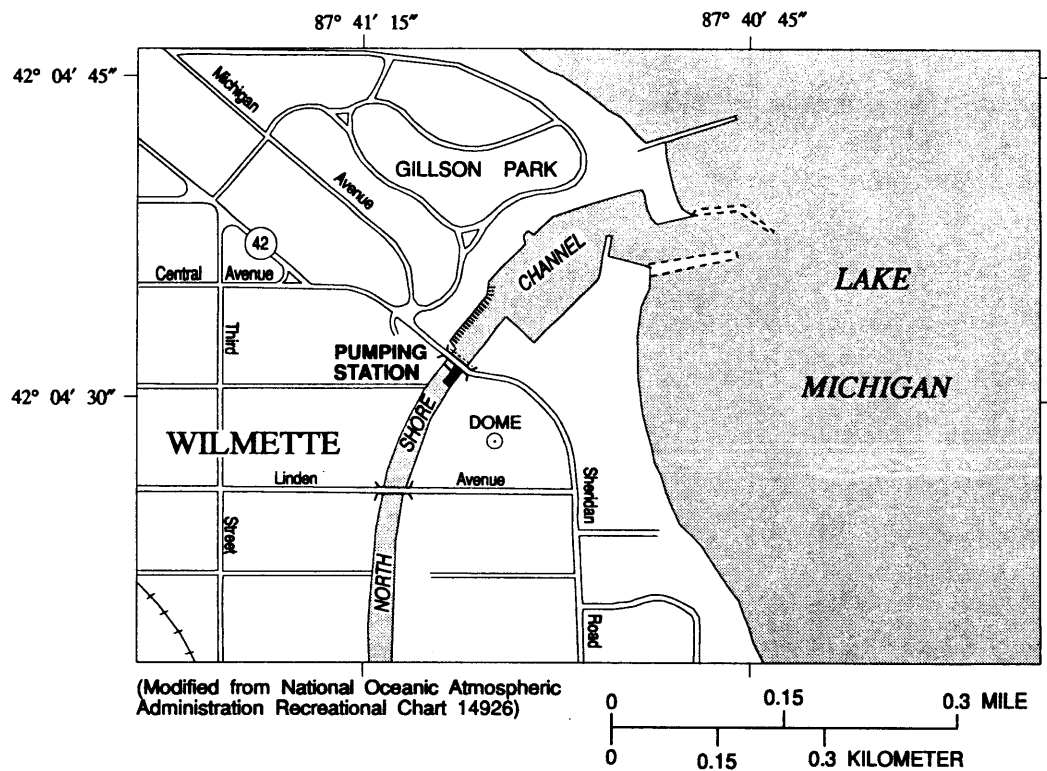 87° 41′ 15″ 87° 40′ 45″
42° 04′ 45″
Michigan
Avenue
GILLSON PARK
42
Central Avenue
CHANNEL
LAKE
MICHIGAN
Third
Street
PUMPING
STATION
42° 04′ 30″
SHORE
DOME
WILMETTE
Linden Avenue
Sheridan
Road
NORTH
(Modified from National Oceanic Atmospheric
Administration Recreational Chart 14926)
0 0.15 0.3 MILE
0 0.15 0.3 KILOMETER